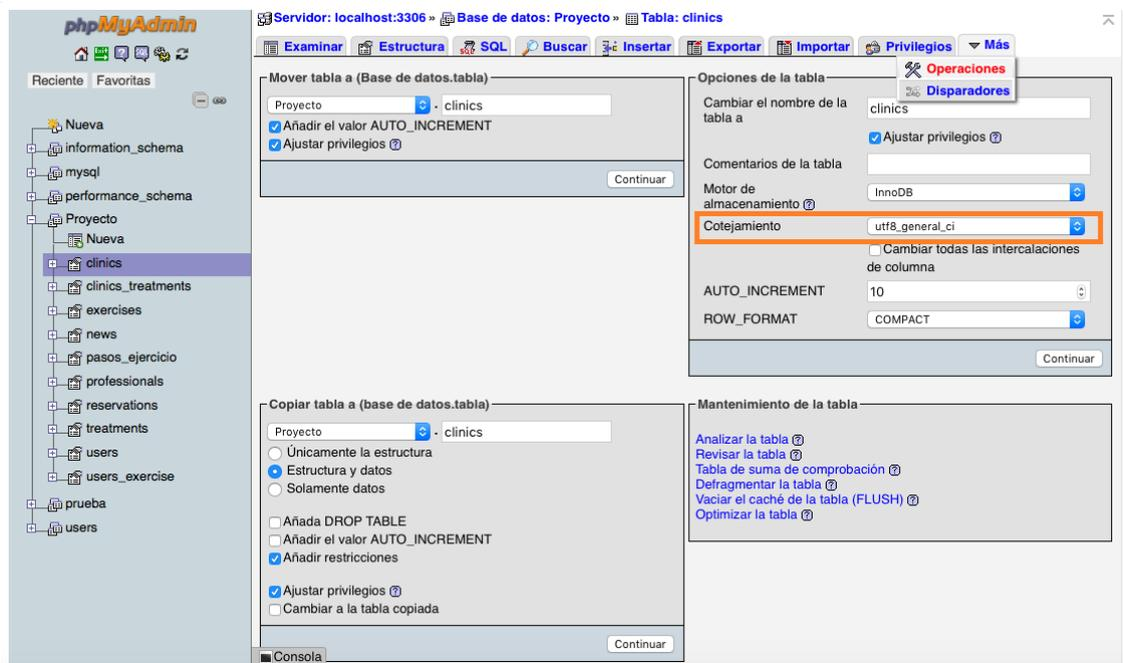 phpMyAdmin
Reciente Favoritas
Nueva
information_schema
mysql
performance_schema
Proyecto
Nueva
clinics
clinics_treatments
exercises
news
pasos_ejercicio
professionals
reservations
treatments
users
users_exercise
prueba
users
Servidor: localhost:3306 » Base de datos: Proyecto » Tabla: clinics
Examinar Estructura SQL Buscar Insertar Exportar Importar Privilegios Más
Operaciones
Disparadores
Mover tabla a (Base de datos.tabla)
Proyecto . clinics
Añadir el valor AUTO_INCREMENT
Ajustar privilegios
Continuar
Opciones de la tabla
Cambiar el nombre de la
tabla a
clinics
Ajustar privilegios
Comentarios de la tabla
Motor de
almacenamiento
InnoDB
Cotejamiento utf8_general_ci
Cambiar todas las intercalaciones
de columna
AUTO_INCREMENT 10
ROW_FORMAT COMPACT
Continuar
Copiar tabla a (base de datos.tabla)
Proyecto . clinics
Únicamente la estructura
Estructura y datos
Solamente datos
Añada DROP TABLE
Añadir el valor AUTO_INCREMENT
Añadir restricciones
Ajustar privilegios
Cambiar a la tabla copiada
Continuar
Mantenimiento de la tabla
Analizar la tabla
Revisar la tabla
Tabla de suma de comprobación
Defragmentar la tabla
Vaciar el caché de la tabla (FLUSH)
Optimizar la tabla
Consola